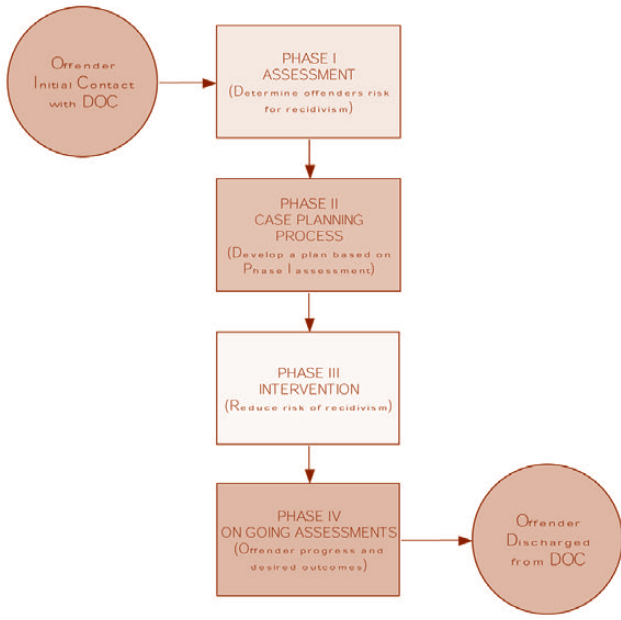 Offender
Initial Contact
with DOC
PHASE I
ASSESSMENT
(Determine offenders risk
for recidivism)
PHASE II
CASE PLANNING
PROCESS
(Develop a plan based on
Phase I assessment)
PHASE III
INTERVENTION
(Reduce risk of recidivism)
PHASE IV
ON GOING ASSESSMENTS
(Offender progress and
desired outcomes)
Offender
Discharged
from DOC